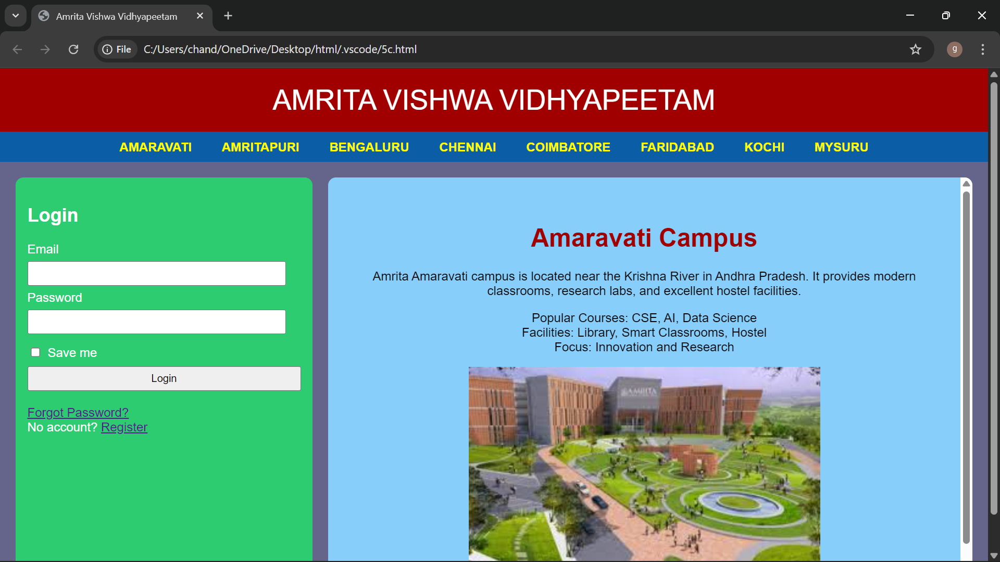 Amrita Vishwa Vidhyapeetam
File C:/Users/chand/OneDrive/Desktop/html/.vscode/5c.html
g
AMRITA VISHWA VIDHYAPEETAM
AMARAVATI AMRITAPURI BENGALURU CHENNAI COIMBATORE FARIDABAD KOCHI MYSURU
Login
Email
Password
Save me
Login
Forgot Password?
No account? Register
Amaravati Campus
Amrita Amaravati campus is located near the Krishna River in Andhra Pradesh. It provides modern
classrooms, research labs, and excellent hostel facilities.
Popular Courses: CSE, AI, Data Science
Facilities: Library, Smart Classrooms, Hostel
Focus: Innovation and Research
AMRITA